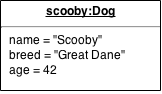 scooby:Dog
name = "Scooby"
breed = "Great Dane"
age = 42